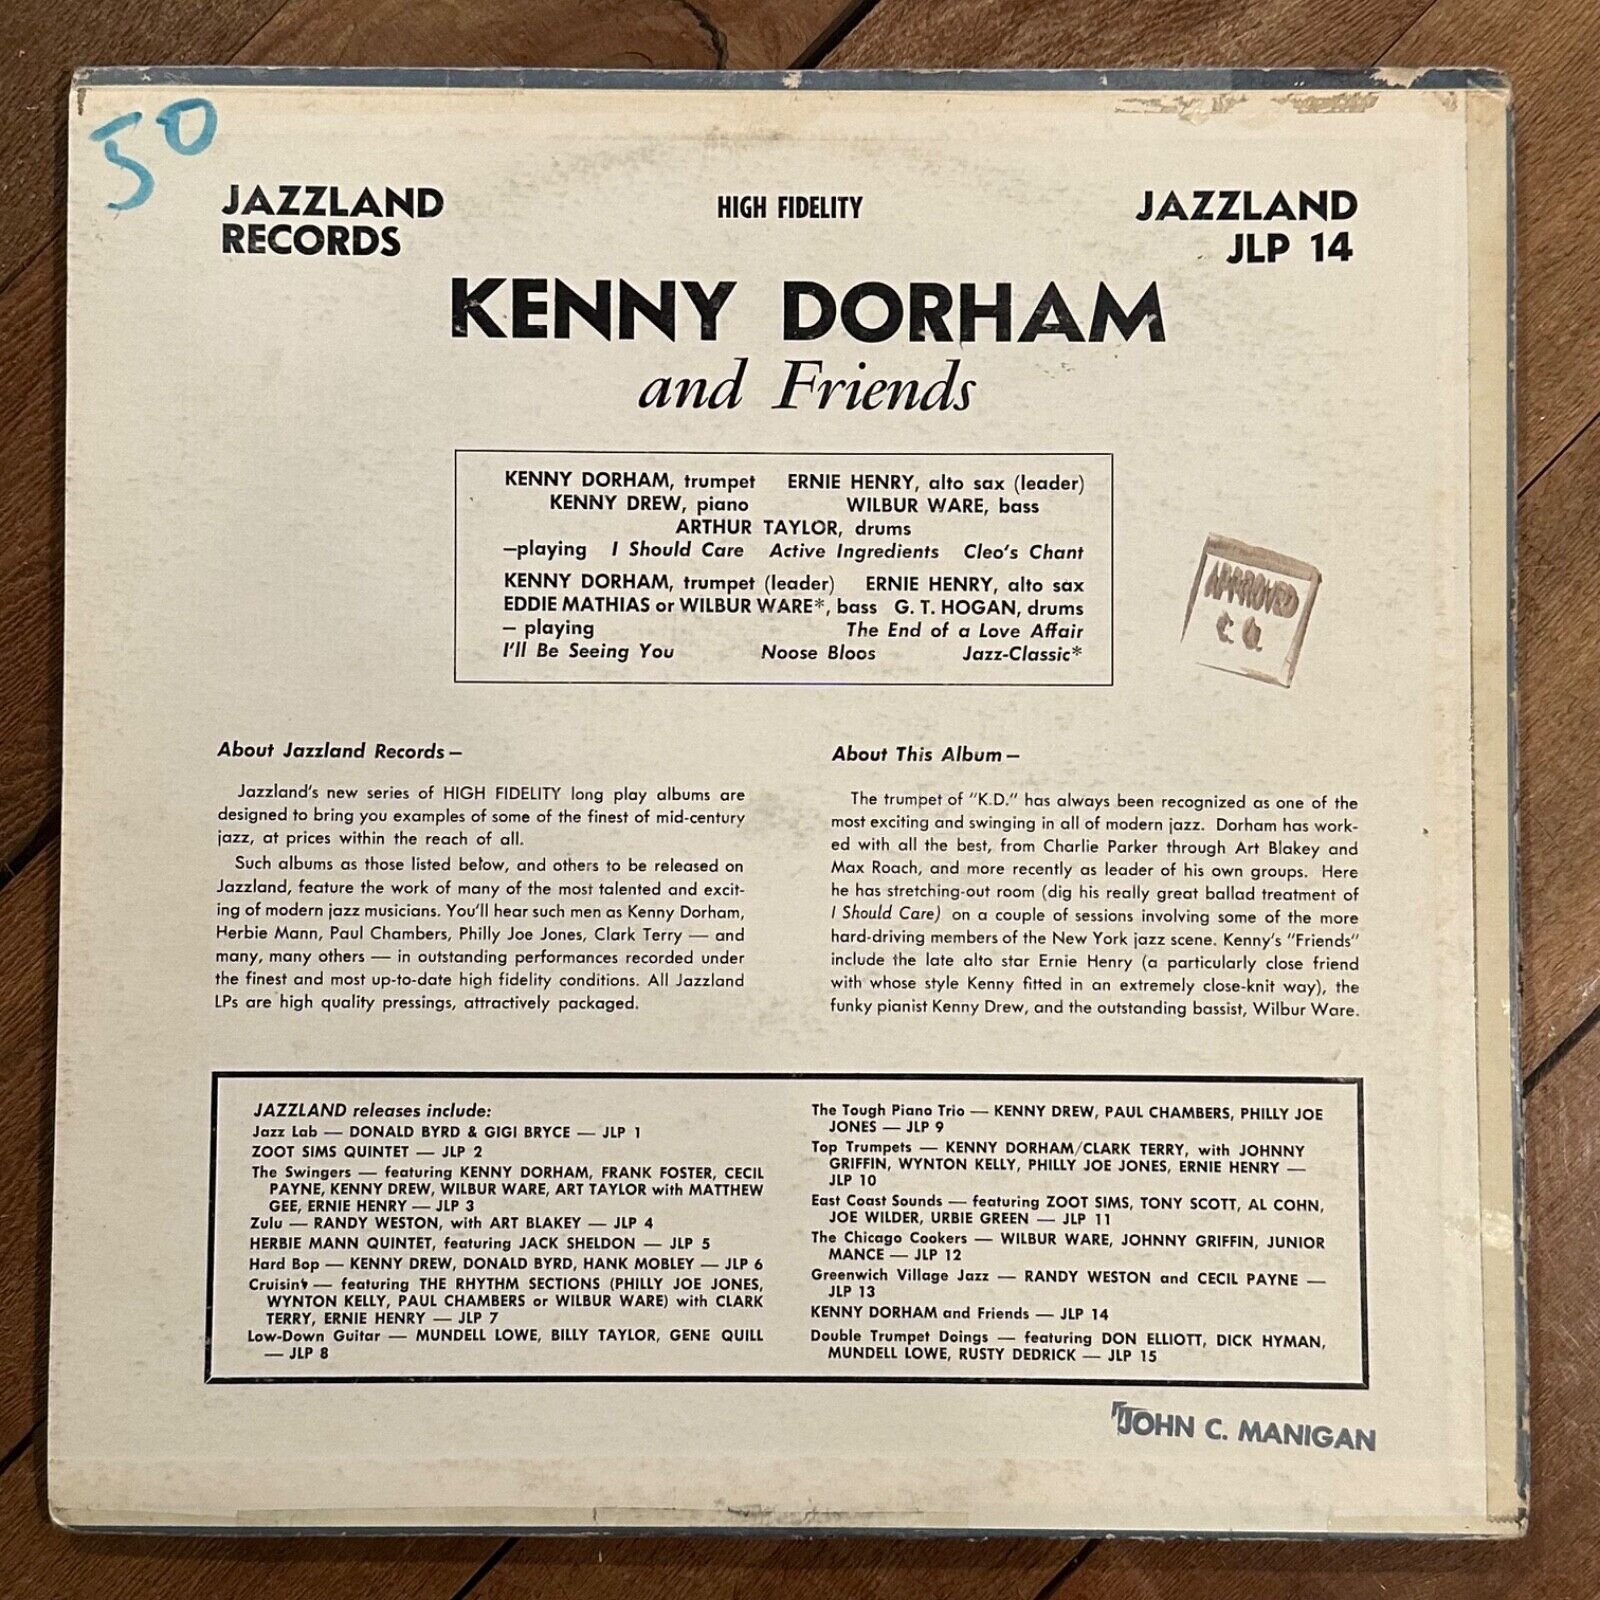 50
JAZZLAND RECORDS
HIGH FIDELITY
JAZZLAND JLP 14
KENNY DORHAM
and Friends
KENNY DORHAM, trumpet ERNIE HENRY, alto sax (leader)
KENNY DREW, piano WILBUR WARE, bass
ARTHUR TAYLOR, drums
—playing I Should Care Active Ingredients Cleo's Chant
KENNY DORHAM, trumpet (leader) ERNIE HENRY, alto sax
EDDIE MATHIAS or WILBUR WARE*, bass G. T. HOGAN, drums
— playing The End of a Love Affair
I'll Be Seeing You Noose Bloos Jazz-Classic*
APPROVED
About Jazzland Records —
Jazzland's new series of HIGH FIDELITY long play albums are
designed to bring you examples of some of the finest of mid-century
jazz, at prices within the reach of all.
Such albums as those listed below, and others to be released on
Jazzland, feature the work of many of the most talented and excit-
ing of modern jazz musicians. You'll hear such men as Kenny Dorham,
Herbie Mann, Paul Chambers, Philly Joe Jones, Clark Terry — and
many, many others — in outstanding performances recorded under
the finest and most up-to-date high fidelity conditions. All Jazzland
LPs are high quality pressings, attractively packaged.
About This Album —
The trumpet of "K.D." has always been recognized as one of the
most exciting and swinging in all of modern jazz. Dorham has work-
ed with all the best, from Charlie Parker through Art Blakey and
Max Roach, and more recently as leader of his own groups. Here
he has stretching-out room (dig his really great ballad treatment of
I Should Care) on a couple of sessions involving some of the more
hard-driving members of the New York jazz scene. Kenny's "Friends"
include the late alto star Ernie Henry (a particularly close friend
with whose style Kenny fitted in an extremely close-knit way), the
funky pianist Kenny Drew, and the outstanding bassist, Wilbur Ware.
JAZZLAND releases include:
Jazz Lab — DONALD BYRD & GIGI BRYCE — JLP 1
ZOOT SIMS QUINTET — JLP 2
The Swingers — featuring KENNY DORHAM, FRANK FOSTER, CECIL
PAYNE, KENNY DREW, WILBUR WARE, ART TAYLOR with MATTHEW
GEE, ERNIE HENRY — JLP 3
Zulu — RANDY WESTON, with ART BLAKEY — JLP 4
HERBIE MANN QUINTET, featuring JACK SHELDON — JLP 5
Hard Bop — KENNY DREW, DONALD BYRD, HANK MOBLEY — JLP 6
Cruisin' — featuring THE RHYTHM SECTIONS (PHILLY JOE JONES,
WYNTON KELLY, PAUL CHAMBERS or WILBUR WARE) with CLARK
TERRY, ERNIE HENRY — JLP 7
Low-Down Guitar — MUNDELL LOWE, BILLY TAYLOR, GENE QUILL
— JLP 8
The Tough Piano Trio — KENNY DREW, PAUL CHAMBERS, PHILLY JOE
JONES — JLP 9
Top Trumpets — KENNY DORHAM/CLARK TERRY, with JOHNNY
GRIFFIN, WYNTON KELLY, PHILLY JOE JONES, ERNIE HENRY —
JLP 10
East Coast Sounds — featuring ZOOT SIMS, TONY SCOTT, AL COHN,
JOE WILDER, URBIE GREEN — JLP 11
The Chicago Cookers — WILBUR WARE, JOHNNY GRIFFIN, JUNIOR
MANCE — JLP 12
Greenwich Village Jazz — RANDY WESTON and CECIL PAYNE —
JLP 13
KENNY DORHAM and Friends — JLP 14
Double Trumpet Doings — featuring DON ELLIOTT, DICK HYMAN,
MUNDELL LOWE, RUSTY DEDRICK — JLP 15
JOHN C. MANIGAN